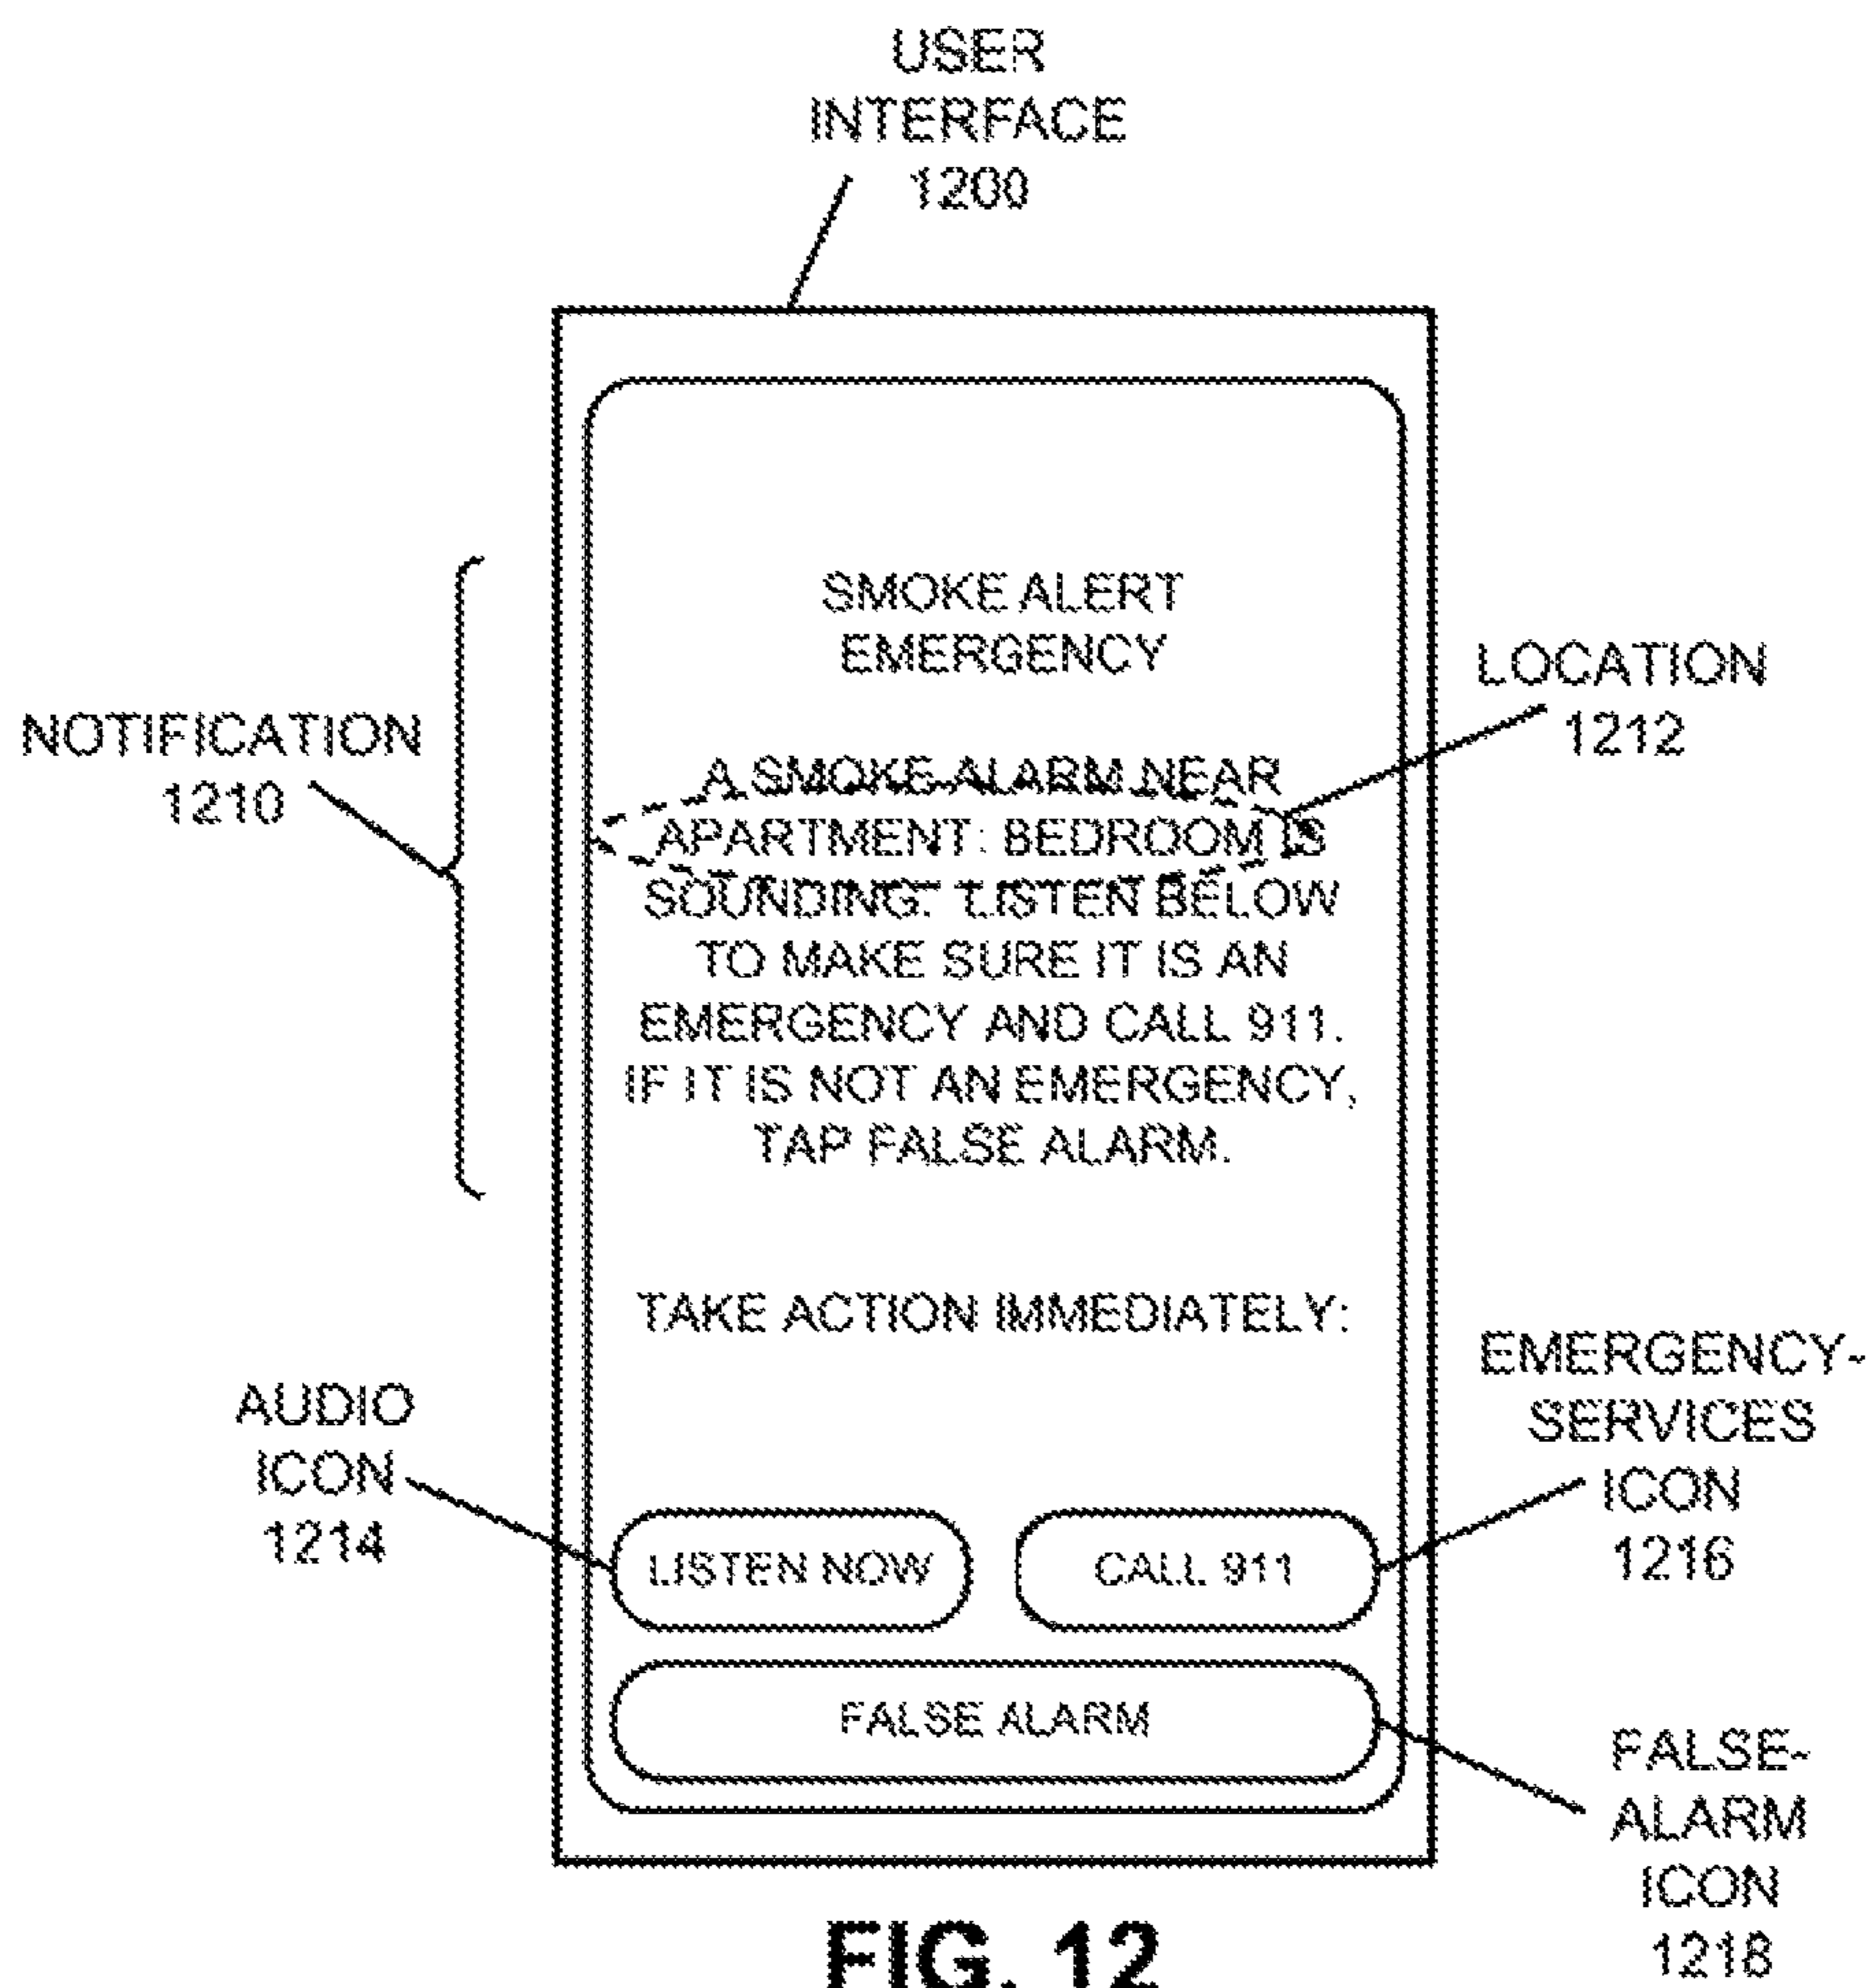 USER
INTERFACE
1200
SMOKE ALERT
EMERGENCY
LOCATION
1212
NOTIFICATION
1210
A SMOKE ALARM NEAR
APARTMENT: BEDROOM IS
SOUNDING. LISTEN BELOW
TO MAKE SURE IT IS AN
EMERGENCY AND CALL 911.
IF IT IS NOT AN EMERGENCY,
TAP FALSE ALARM.
TAKE ACTION IMMEDIATELY:
AUDIO
ICON
1214
EMERGENCY-
SERVICES
ICON
1216
LISTEN NOW
CALL 911
FALSE ALARM
FALSE-
ALARM
ICON
1218
FIG. 12